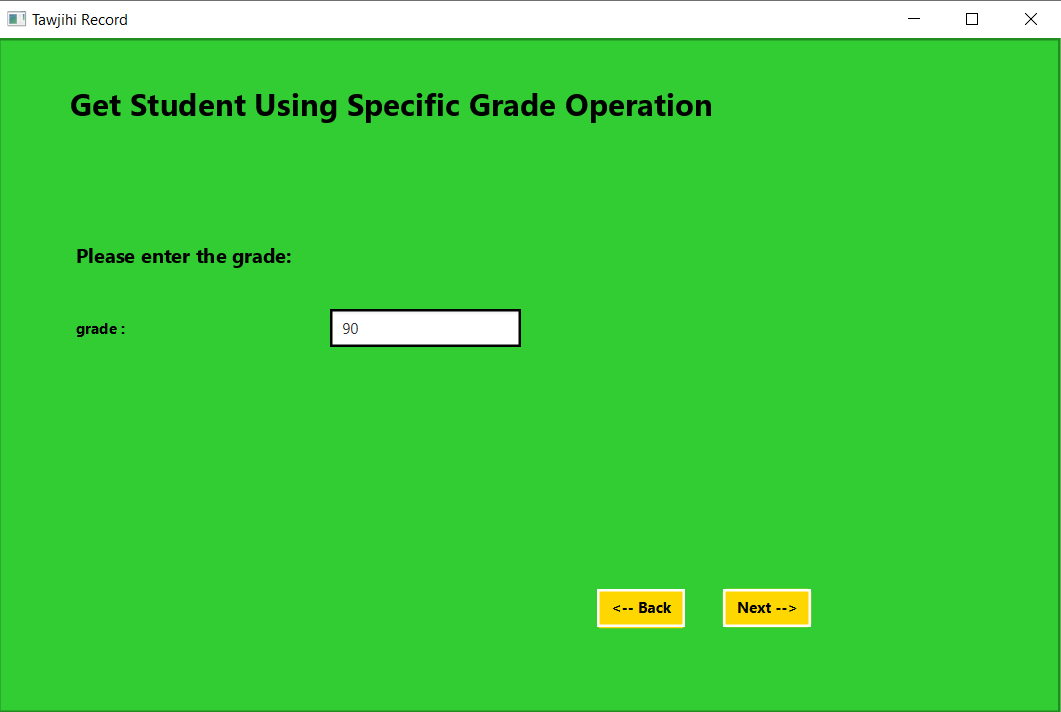 Tawjihi Record
Get Student Using Specific Grade Operation
Please enter the grade:
grade :
90
<-- Back
Next -->